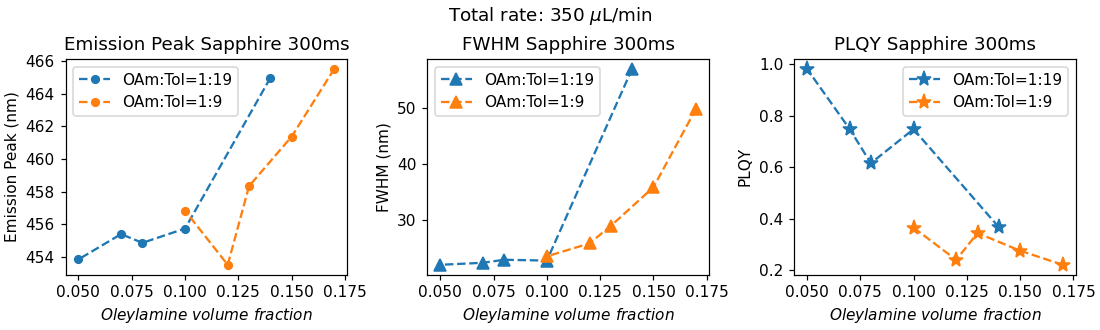 Total rate: 350 μL/min
Emission Peak Sapphire 300ms
Emission Peak (nm)
466
464
462
460
458
456
454
OAm:Tol=1:19
OAm:Tol=1:9
0.050 0.075 0.100 0.125 0.150 0.175
Oleylamine volume fraction
FWHM Sapphire 300ms
FWHM (nm)
50
40
30
OAm:Tol=1:19
OAm:Tol=1:9
0.050 0.075 0.100 0.125 0.150 0.175
Oleylamine volume fraction
PLQY Sapphire 300ms
PLQY
1.0
0.8
0.6
0.4
0.2
OAm:Tol=1:19
OAm:Tol=1:9
0.050 0.075 0.100 0.125 0.150 0.175
Oleylamine volume fraction